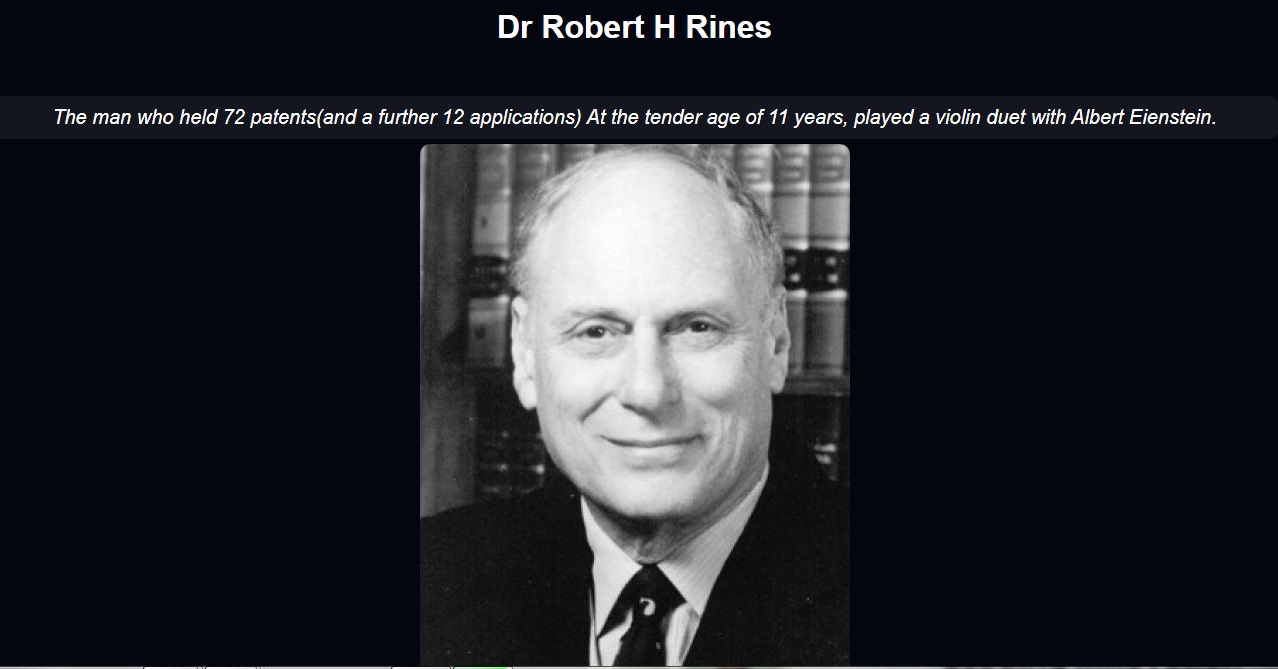 Dr Robert H Rines
The man who held 72 patents(and a further 12 applications) At the tender age of 11 years, played a violin duet with Albert Eienstein.